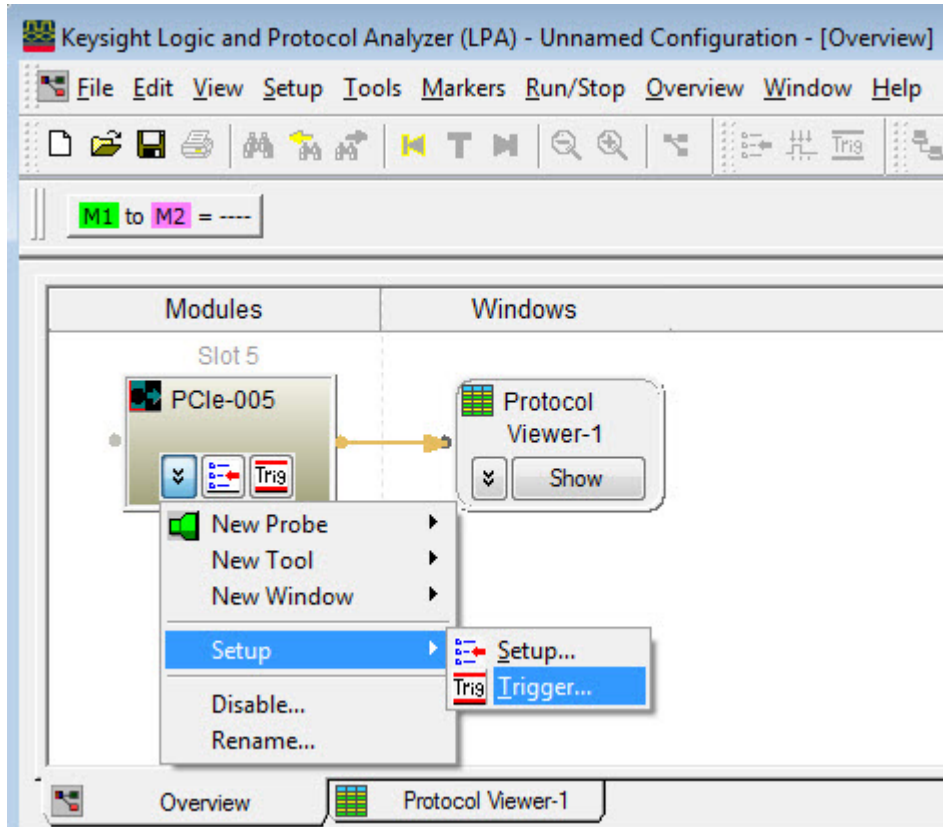 Keysight Logic and Protocol Analyzer (LPA) - Unnamed Configuration - [Overview]
File Edit View Setup Tools Markers Run/Stop Overview Window Help
T Trig
M1 to M2 = ----
Modules Windows
Slot 5
PCIe-005
Protocol
Viewer-1
Trig
Show
New Probe
New Tool
New Window
Setup
Setup...
Trig Trigger...
Disable...
Rename...
Overview Protocol Viewer-1